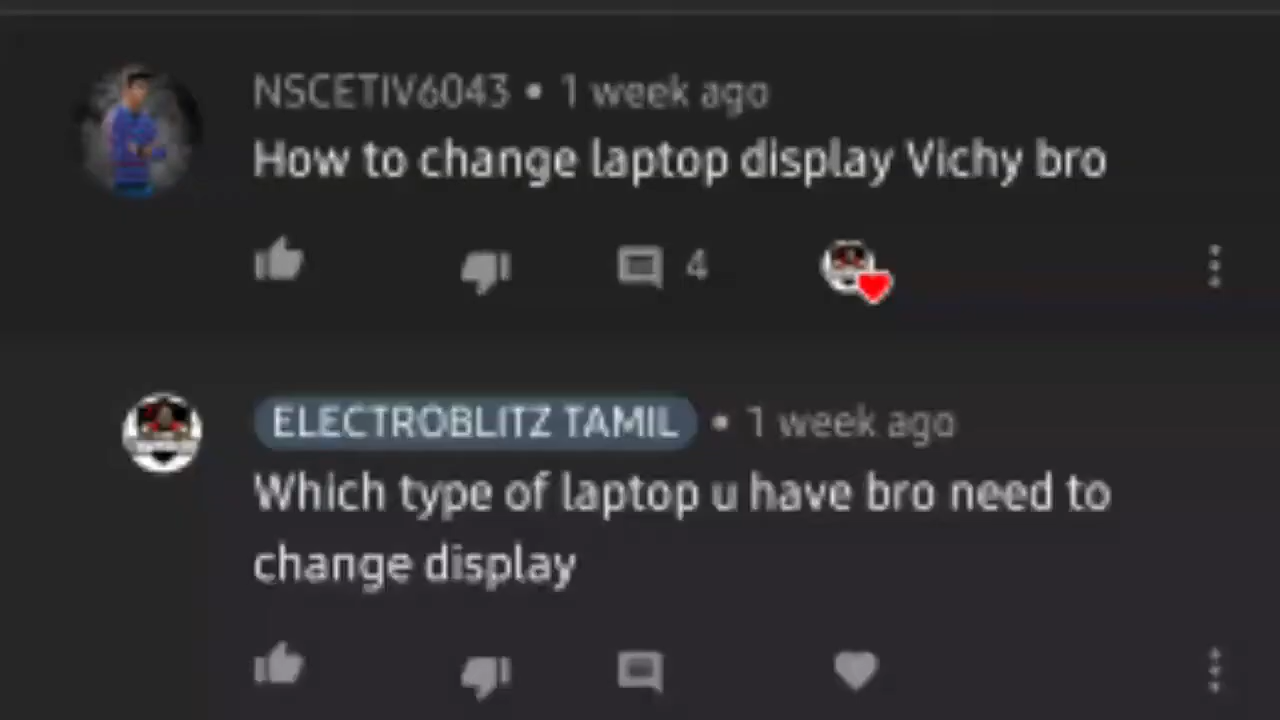 NSCETIV6043 • 1 week ago
How to change laptop display Vichy bro
4
ELECTROBLITZ TAMIL • 1 week ago
Which type of laptop u have bro need to
change display